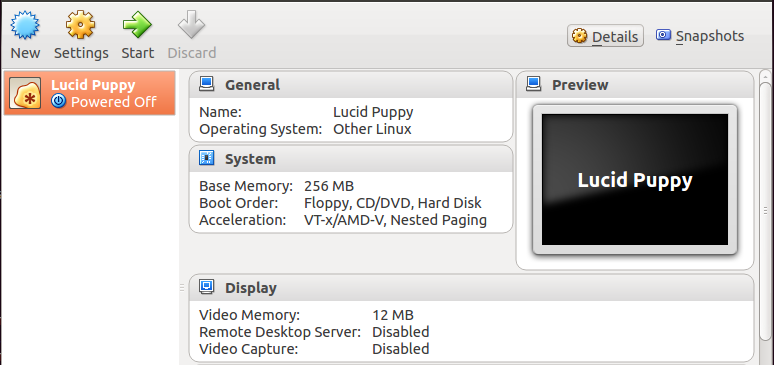 New Settings Start Discard Details Snapshots
Lucid Puppy
Powered Off
General
Name: Lucid Puppy
Operating System: Other Linux
System
Base Memory: 256 MB
Boot Order: Floppy, CD/DVD, Hard Disk
Acceleration: VT-x/AMD-V, Nested Paging
Preview
Lucid Puppy
Display
Video Memory: 12 MB
Remote Desktop Server: Disabled
Video Capture: Disabled